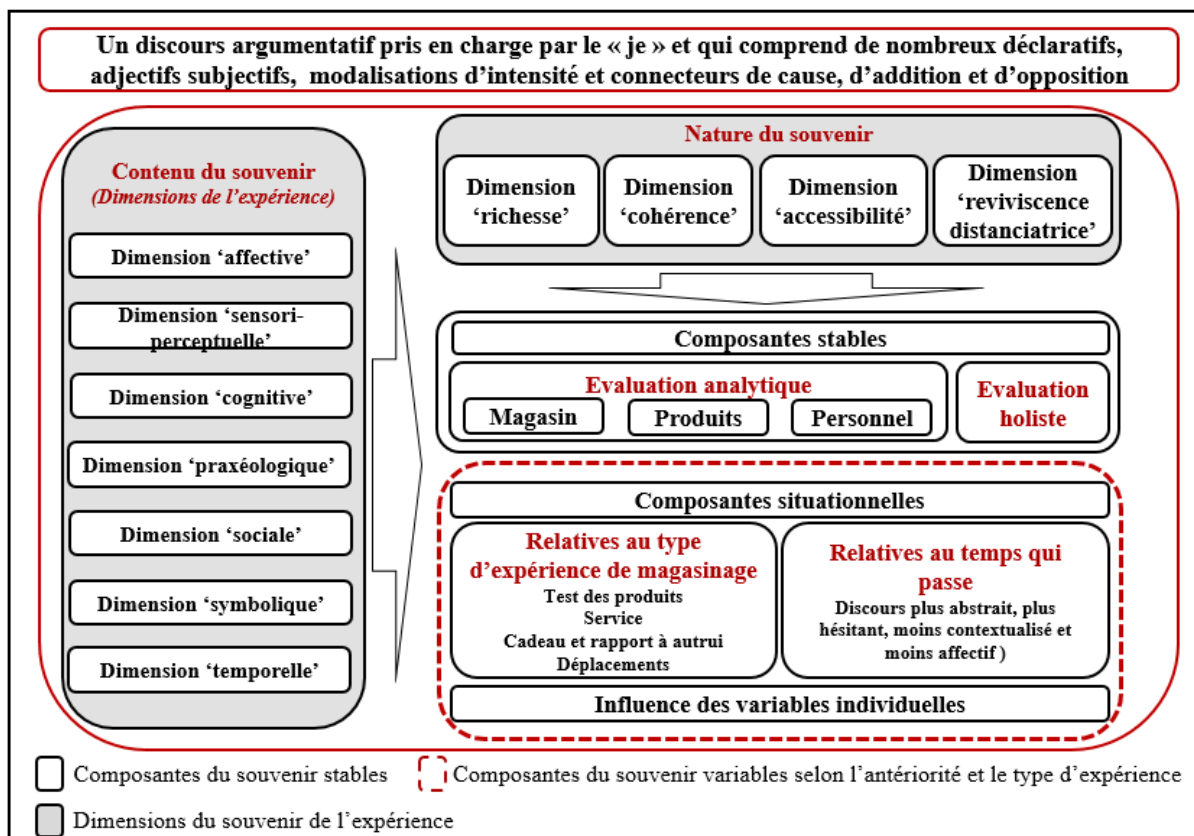 Un discours argumentatif pris en charge par le « je » et qui comprend de nombreux déclaratifs,
adjectifs subjectifs, modalisations d’intensité et connecteurs de cause, d’addition et d’opposition
Contenu du souvenir
(Dimensions de l’expérience)
Dimension ‘affective’
Dimension ‘sensori-
perceptuelle’
Dimension ‘cognitive’
Dimension ‘praxéologique’
Dimension ‘sociale’
Dimension ‘symbolique’
Dimension ‘temporelle’
Nature du souvenir
Dimension
‘richesse’
Dimension
‘cohérence’
Dimension
‘accessibilité’
Dimension
‘reviviscence
distanciatrice’
Composantes stables
Evaluation analytique
Magasin
Produits
Personnel
Evaluation
holiste
Composantes situationnelles
Relatives au type
d’expérience de magasinage
Test des produits
Service
Cadeau et rapport à autrui
Déplacements
Relatives au temps qui
passe
Discours plus abstrait, plus
hésitant, moins contextualisé et
moins affectif )
Influence des variables individuelles
Composantes du souvenir stables
Composantes du souvenir variables selon l’antériorité et le type d’expérience
Dimensions du souvenir de l’expérience